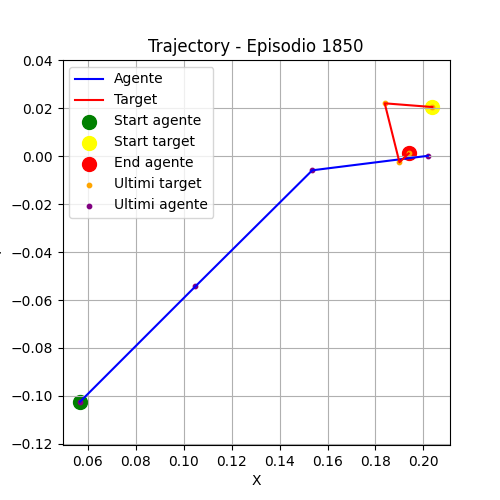 Trajectory - Episodio 1850
0.04
0.02
0.00
−0.02
−0.04
−0.06
−0.08
−0.10
−0.12
Agente
Target
Start agente
Start target
End agente
Ultimi target
Ultimi agente
0.06 0.08 0.10 0.12 0.14 0.16 0.18 0.20
X